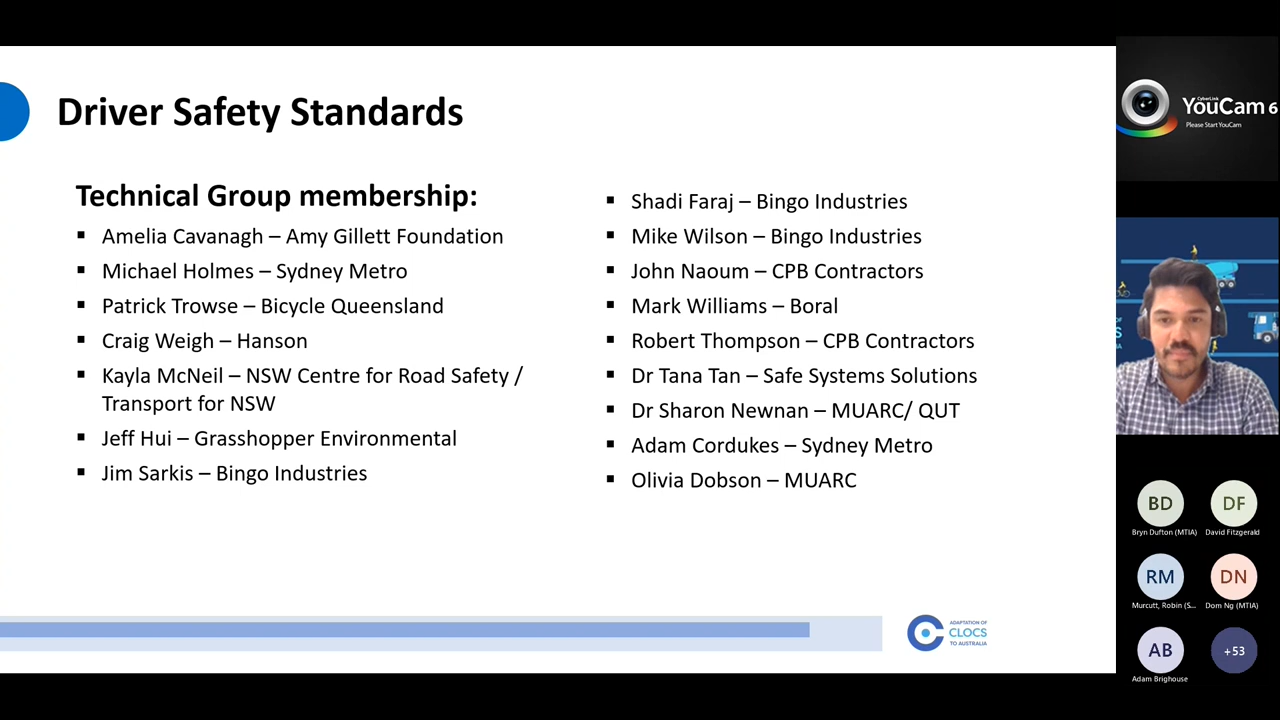 Driver Safety Standards
Technical Group membership:
Amelia Cavanagh – Amy Gillett Foundation
Michael Holmes – Sydney Metro
Patrick Trowse – Bicycle Queensland
Craig Weigh – Hanson
Kayla McNeil – NSW Centre for Road Safety /
Transport for NSW
Jeff Hui – Grasshopper Environmental
Jim Sarkis – Bingo Industries
Shadi Faraj – Bingo Industries
Mike Wilson – Bingo Industries
John Naoum – CPB Contractors
Mark Williams – Boral
Robert Thompson – CPB Contractors
Dr Tana Tan – Safe Systems Solutions
Dr Sharon Newnan – MUARC/ QUT
Adam Cordukes – Sydney Metro
Olivia Dobson – MUARC
ADAPTATION OF
CLOCS
TO AUSTRALIA
CyberLink
YouCam 6
Please Start YouCam
BD
DF
Bryn Dufton (MTIA)
David Fitzgerald
RM
DN
Murcutt, Robin (S...
Dom Ng (MTIA)
AB
+53
Adam Brighouse